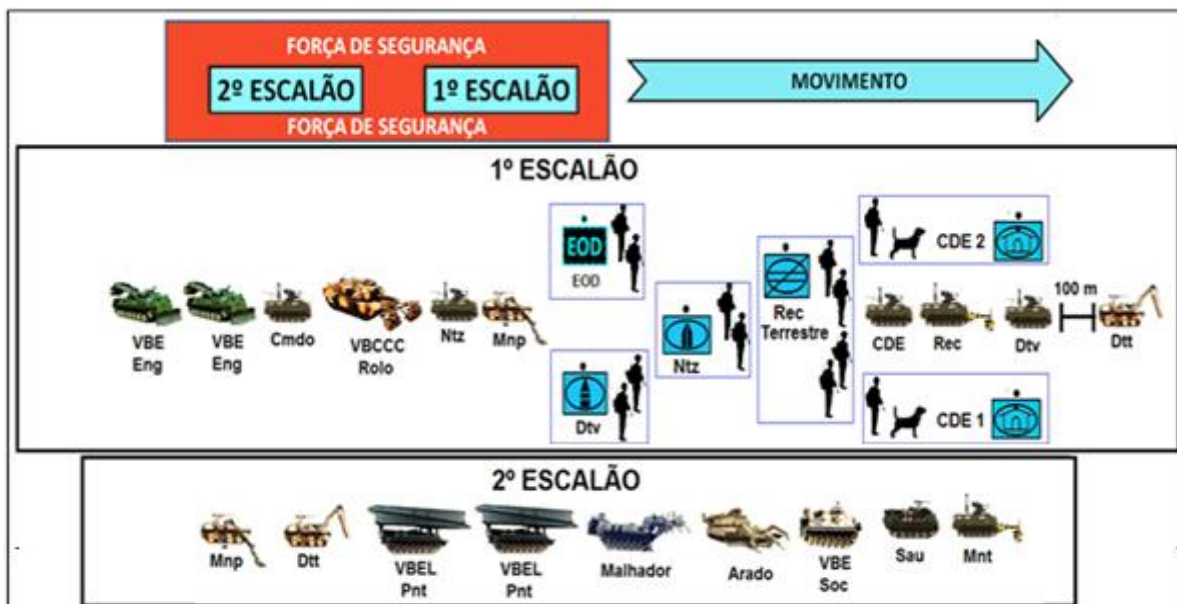 FORÇA DE SEGURANÇA
2º ESCALÃO
1º ESCALÃO
FORÇA DE SEGURANÇA
MOVIMENTO
1º ESCALÃO
EOD
EOD
CDE 2
VBE
Eng
VBE
Eng
Cmdo
VBCCC
Rolo
Ntz
Mnp
Dtv
Ntz
Rec
Terrestre
CDE
Rec
Dtv
100 m
Dtt
CDE 1
2º ESCALÃO
Mnp
Dtt
VBEL
Pnt
VBEL
Pnt
Malhador
Arado
VBE
Soc
Sau
Mnt